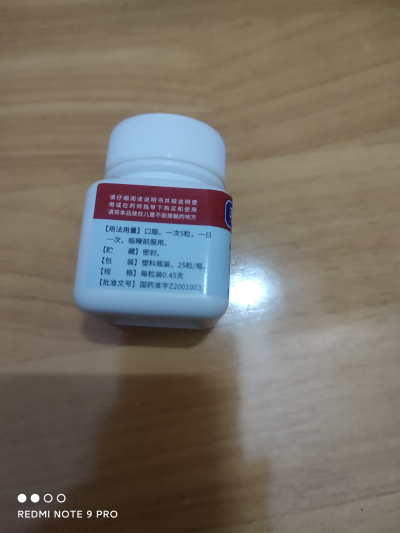 请仔细阅读说明书并按说明使
用或在药师指导下购买和使用
请将本品放在儿童不能接触的地方
【用法用量】口服。一次5粒，一日
一次，临睡前服用。
【贮　　藏】密封。
【包　　装】塑料瓶装，25粒/瓶。
【规　　格】每粒装0.45克
【批准文号】国药准字Z2001003
REDMI NOTE 9 PRO